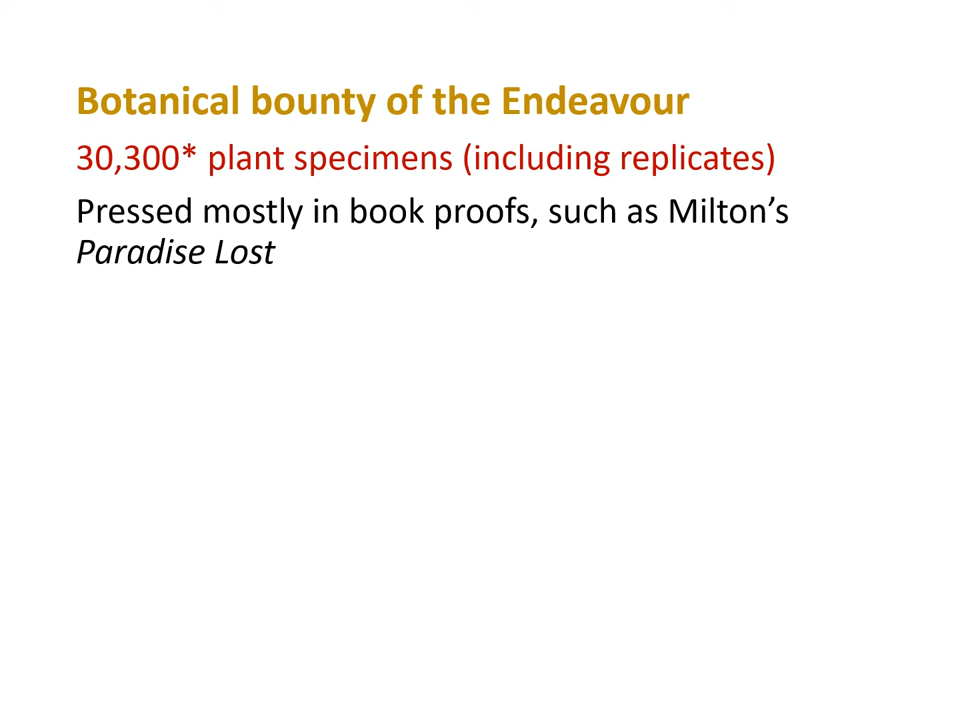 Botanical bounty of the Endeavour
30,300* plant specimens (including replicates)
Pressed mostly in book proofs, such as Milton’s
Paradise Lost